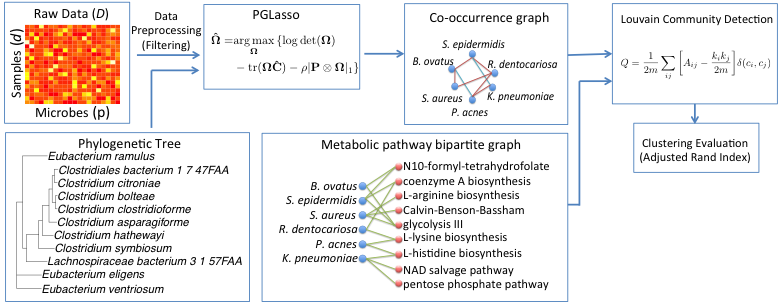 Raw Data (D)
Samples (d)
Microbes (p)
Data
Preprocessing
(Filtering)
PGLasso
Ω̂ =arg max {log det(Ω)
Ω
− tr(ΩĈ) − ρ|P ⊗ Ω|₁}
Co-occurrence graph
S. epidermidis
B. ovatus
R. dentocariosa
S. aureus
K. pneumoniae
P. acnes
Louvain Community Detection
Q = 1/2m ∑ij [Aij − kikj/2m] δ(ci, cj)
Clustering Evaluation
(Adjusted Rand Index)
Phylogenetic Tree
Eubacterium ramulus
Clostridiales bacterium 1 7 47FAA
Clostridium citroniae
Clostridium bolteae
Clostridium clostridioforme
Clostridium asparagiforme
Clostridium hathewayi
Clostridium symbiosum
Lachnospiraceae bacterium 3 1 57FAA
Eubacterium eligens
Eubacterium ventriosum
Metabolic pathway bipartite graph
B. ovatus
S. epidermidis
S. aureus
R. dentocariosa
P. acnes
K. pneumoniae
N10-formyl-tetrahydrofolate
coenzyme A biosynthesis
L-arginine biosynthesis
Calvin-Benson-Bassham
glycolysis III
L-lysine biosynthesis
L-histidine biosynthesis
NAD salvage pathway
pentose phosphate pathway